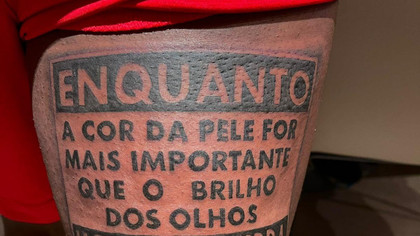 ENQUANTO
A COR DA PELE FOR
MAIS IMPORTANTE
QUE O BRILHO
DOS OLHOS